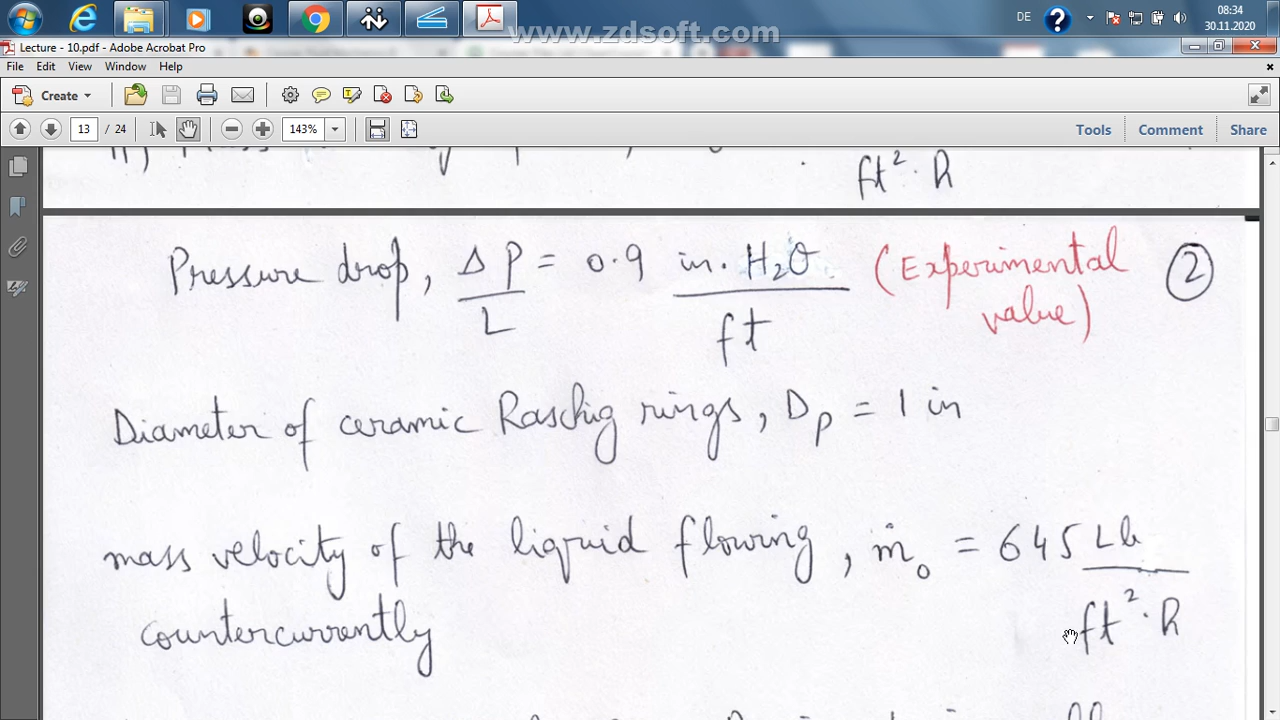 www.zdsoft.com
DE
08:34
30.11.2020
Lecture - 10.pdf - Adobe Acrobat Pro
File Edit View Window Help
Create
13 / 24
143%
Tools Comment Share
ft² · h
Pressure drop, ΔP/L = 0.9 in. H₂O/ft (Experimental value) ②
Diameter of ceramic Raschig rings, Dp = 1 in
mass velocity of the liquid flowing, ṁ₀ = 645 Lb/ft² · h
countercurrently